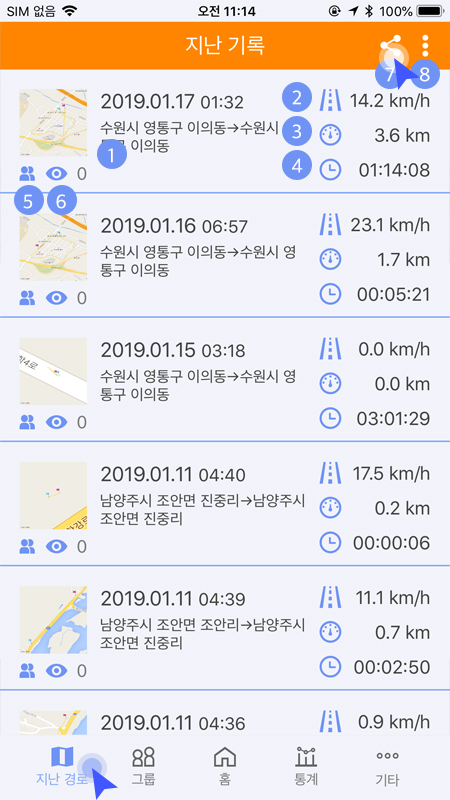 SIM 없음 오전 11:14 100%
지난 기록
7 8
2019.01.17 01:32
수원시 영통구 이의동→수원시
이의동
1
2 14.2 km/h
3 3.6 km
4 01:14:08
0
5 6
2019.01.16 06:57
수원시 영통구 이의동→수원시 영
통구 이의동
23.1 km/h
1.7 km
00:05:21
0
2019.01.15 03:18
수원시 영통구 이의동→수원시 영
통구 이의동
0.0 km/h
0.0 km
03:01:29
0
2019.01.11 04:40
남양주시 조안면 진중리→남양주시
조안면 진중리
17.5 km/h
0.2 km
00:00:06
0
2019.01.11 04:39
남양주시 조안면 조안리→남양주시
조안면 진중리
11.1 km/h
0.7 km
00:02:50
0
2019.01.11 04:36
0.9 km/h
지난 경로 그룹 홈 통계 기타